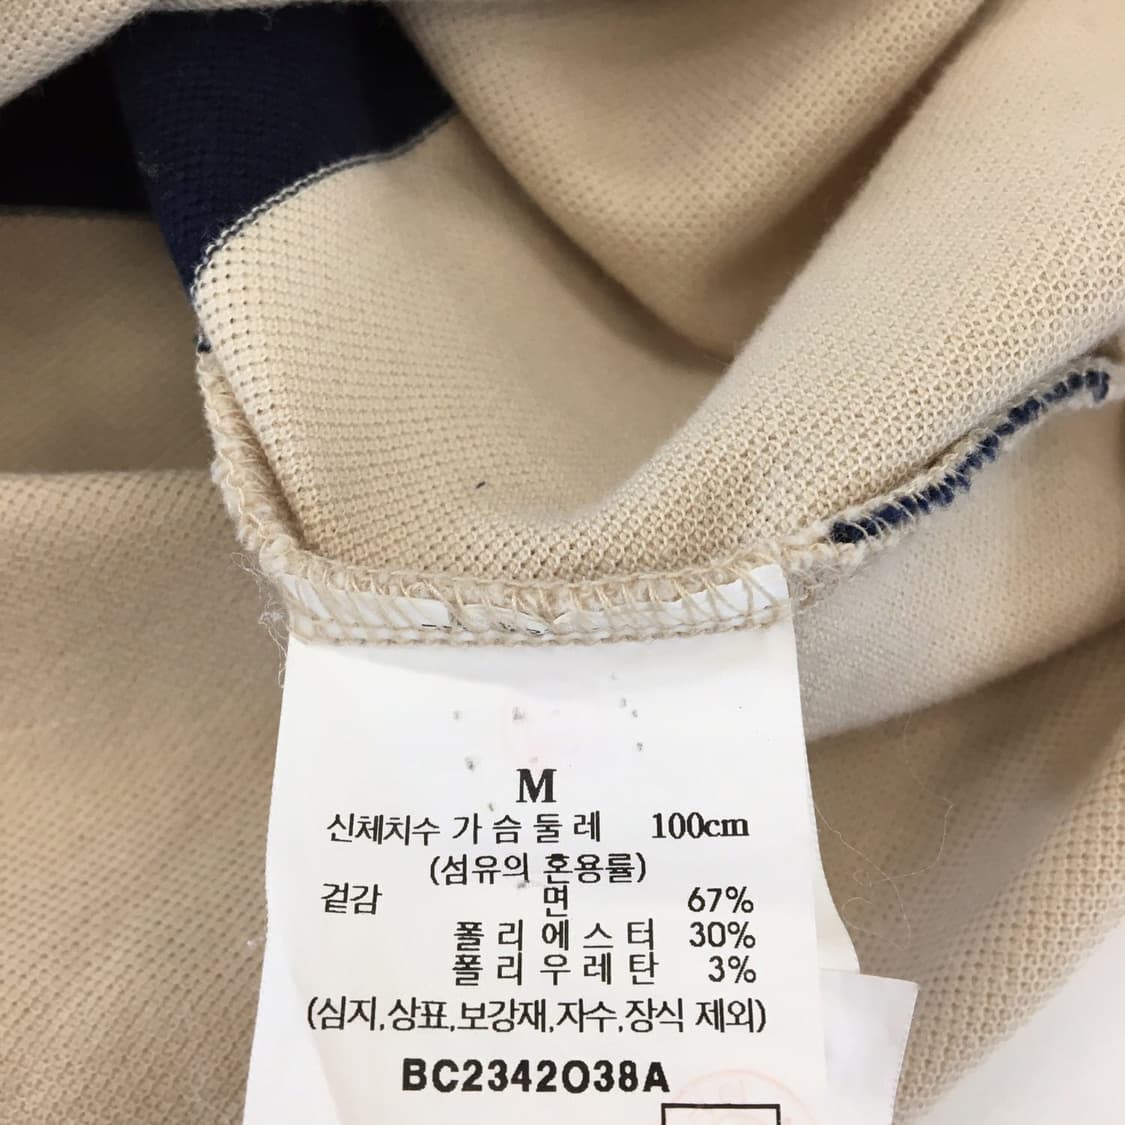 M
신체치수 가슴둘레 100cm
(섬유의 혼용률)
겉감 면 67%
폴리에스터 30%
폴리우레탄 3%
(심지,상표,보강재,자수,장식 제외)
BC2342O38A